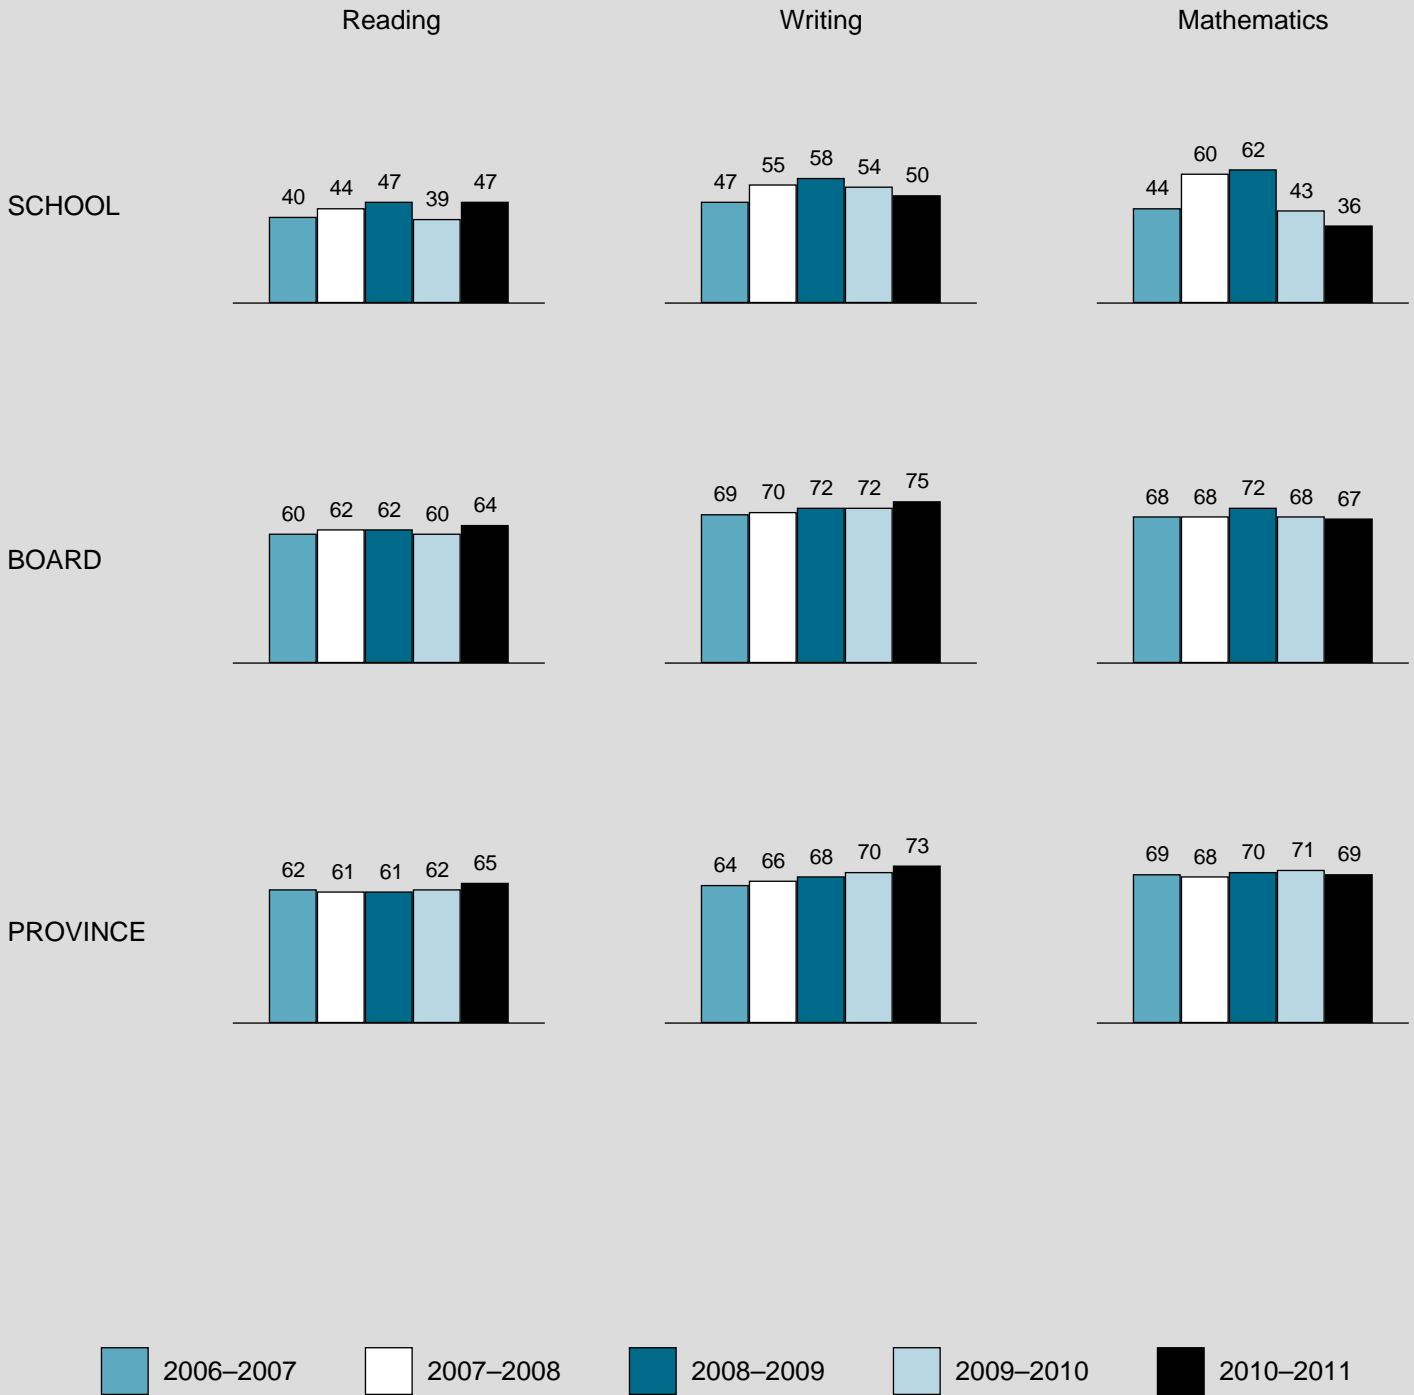 Reading Writing Mathematics
SCHOOL
40 44 47 39 47
47 55 58 54 50
44 60 62 43 36
BOARD
60 62 62 60 64
69 70 72 72 75
68 68 72 68 67
PROVINCE
62 61 61 62 65
64 66 68 70 73
69 68 70 71 69
2006–2007 2007–2008 2008–2009 2009–2010 2010–2011